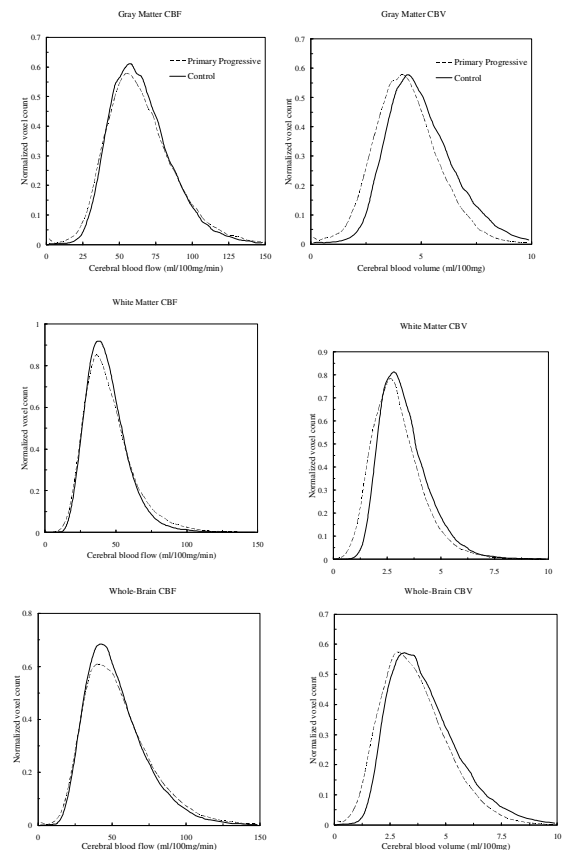 Gray Matter CBF
0.7
0.6
0.5
0.4
0.3
0.2
0.1
0
Normalized voxel count
Primary Progressive
Control
0 25 50 75 100 125 150
Cerebral blood flow (ml/100mg/min)
Gray Matter CBV
0.7
0.6
0.5
0.4
0.3
0.2
0.1
0
Normalized voxel count
Primary Progressive
Control
0 5 10
Cerebral blood volume (ml/100mg)
White Matter CBF
1
0.8
0.6
0.4
0.2
0
Normalized voxel count
0 50 100 150
Cerebral blood flow (ml/100mg/min)
White Matter CBV
0.9
0.8
0.7
0.6
0.5
0.4
0.3
0.2
0.1
0
Normalized voxel count
0 2.5 5 7.5 10
Whole-Brain CBF
0.8
0.6
0.4
0.2
0
Normalized voxel count
0 50 100 150
Cerebral blood flow (ml/100mg/min)
Whole-Brain CBV
0.7
0.6
0.5
0.4
0.3
0.2
0.1
0
Normalized voxel count
0 2.5 5 7.5 10
Cerebral blood volume (ml/100mg)